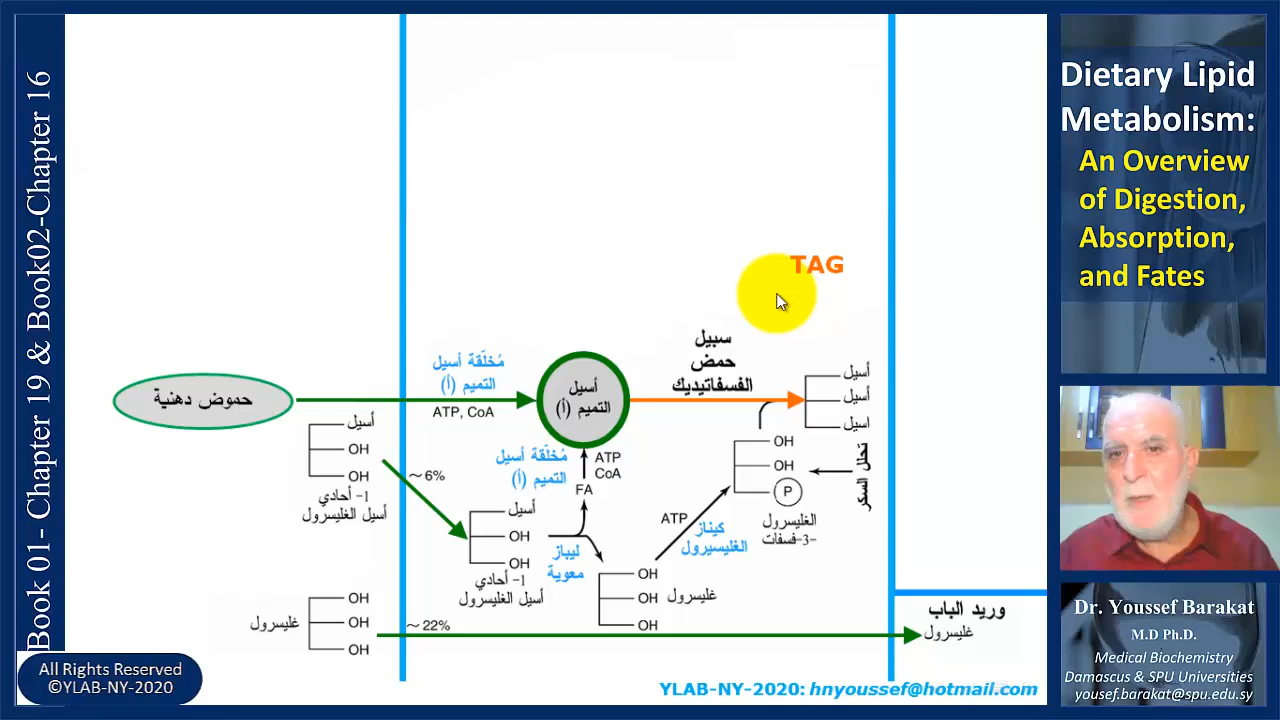 Book 01- Chapter 19 & Book02-Chapter 16
Dietary Lipid
Metabolism:
An Overview
of Digestion,
Absorption,
and Fates
TAG
سبيل
حمض
الفسفاتيديك
مُخلّقة أسيل
التميم (أ)
ATP, CoA
أسيل
التميم (أ)
حموض دهنية
أسيل
أسيل
اسيل
أسيل
OH
OH
1- أحادي
أسيل الغليسرول
~ 6%
مُخلّقة أسيل
التميم (أ)
ATP
CoA
FA
OH
OH
P
الغليسرول
-3-فسفات
تحلل السكر
ATP
كيناز
الغليسيرول
أسيل
OH
OH
1- أحادي
أسيل الغليسرول
ليباز
معوية
OH
OH
OH
غليسرول
OH
OH
OH
غليسرول
~ 22%
وريد الباب
غليسرول
Dr. Youssef Barakat
M.D Ph.D.
Medical Biochemistry
Damascus & SPU Universities
yousef.barakat@spu.edu.sy
All Rights Reserved
©YLAB-NY-2020
YLAB-NY-2020: hnyoussef@hotmail.com